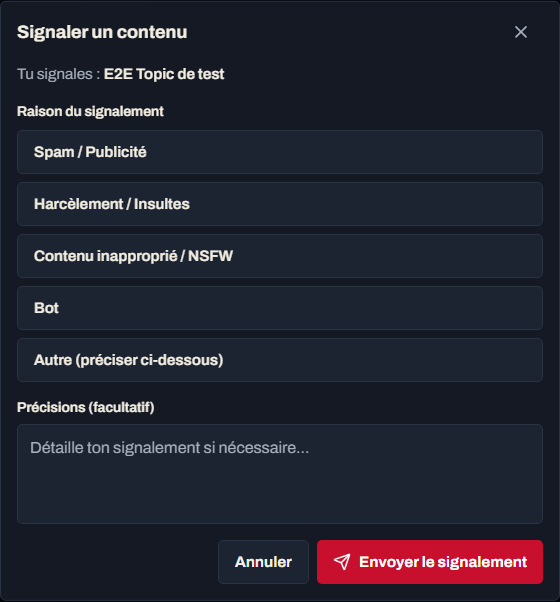 Signaler un contenu
Tu signales : E2E Topic de test
Raison du signalement
Spam / Publicité
Harcèlement / Insultes
Contenu inapproprié / NSFW
Bot
Autre (préciser ci-dessous)
Précisions (facultatif)
Détaille ton signalement si nécessaire...
Annuler
Envoyer le signalement